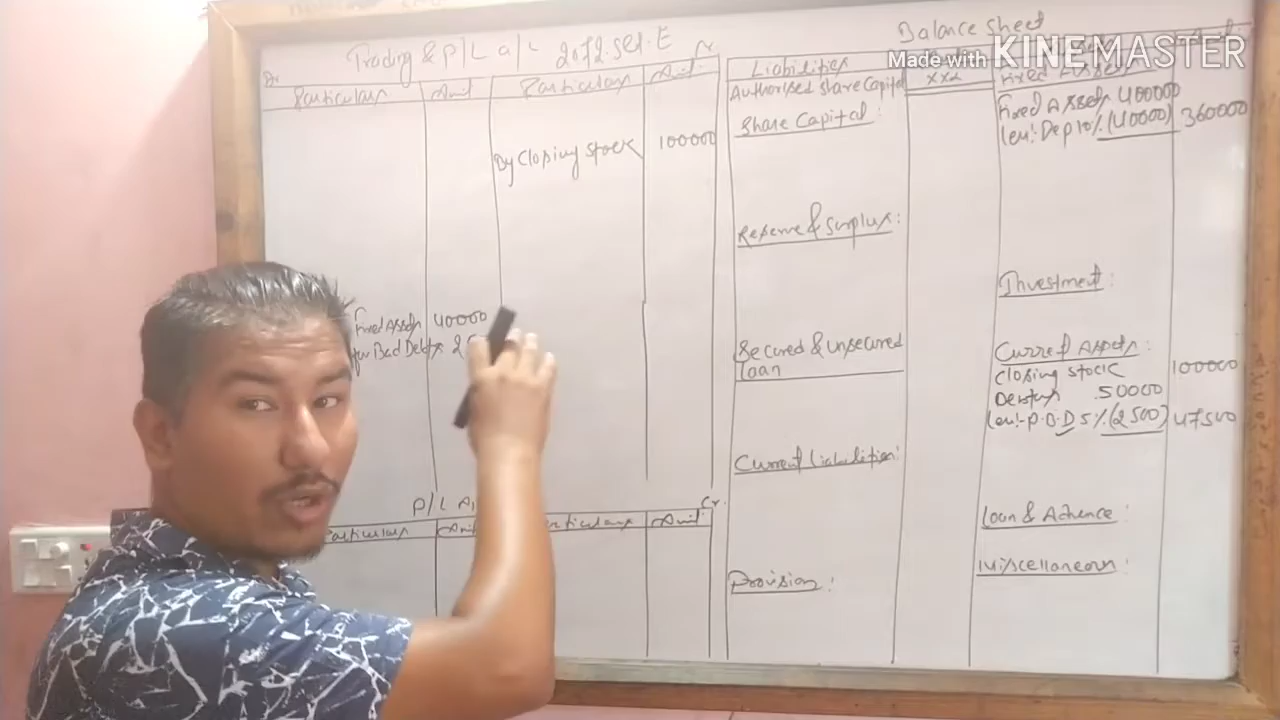 Trading & P/L a/c 2072 Set.E
Dr
Cr
Particulars Amt Particulars Amt
By Closing Stock 100000
Fixed Assets 40000
for Bad Debts
P/L A
Cr.
Particulars Amt Particulars Amt
Balance Sheet
Made with KINEMASTER
Liabilities
Authorised Share Capital xxx
Share Capital:
Reserve & Surplus:
Secured & Unsecured
loan
Current Liabilities:
Provision:
Fixed Assets
Fixed Assets 400000
Less: Dep 10% (40000) 360000
Investment:
Current Assets:
Closing Stock 100000
Debtors 50000
Less:- P.B.D 5% (2500) 47500
Loan & Advance:
Miscellaneous: